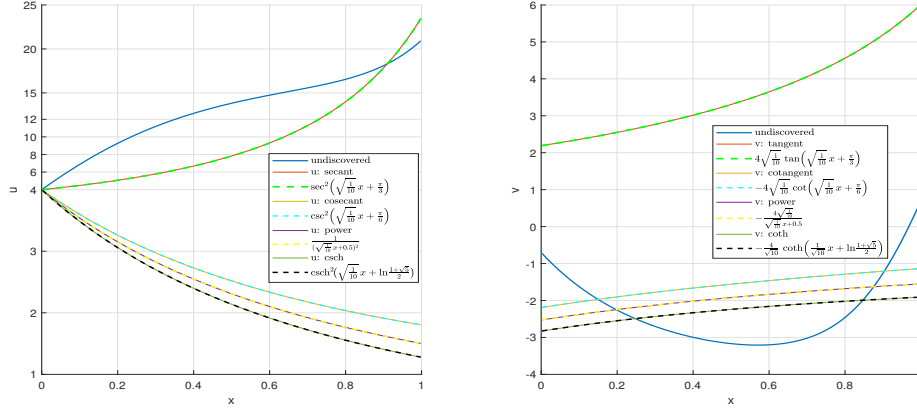 25
20
15
12
10
8
6
4
3
2
1
u
0
0.2
0.4
0.6
0.8
1
x
undiscovered
u: secant
sec²(√(1/10) x + π/3)
u: cosecant
csc²(√(1/10) x + π/6)
u: power
1/(√(1/10) x+0.5)²
u: csch
csch²(√(1/10) x + ln (1+√5)/2)
6
5
4
3
2
1
0
-1
-2
-3
-4
v
0
0.2
0.4
0.6
0.8
1
x
undiscovered
v: tangent
4√(1/10) tan(√(1/10) x + π/3)
v: cotangent
−4√(1/10) cot(√(1/10) x + π/6)
v: power
−4√(1/10)/(√(1/10) x+0.5)
v: coth
−4/√10 coth(1/√10 x + ln (1+√5)/2)